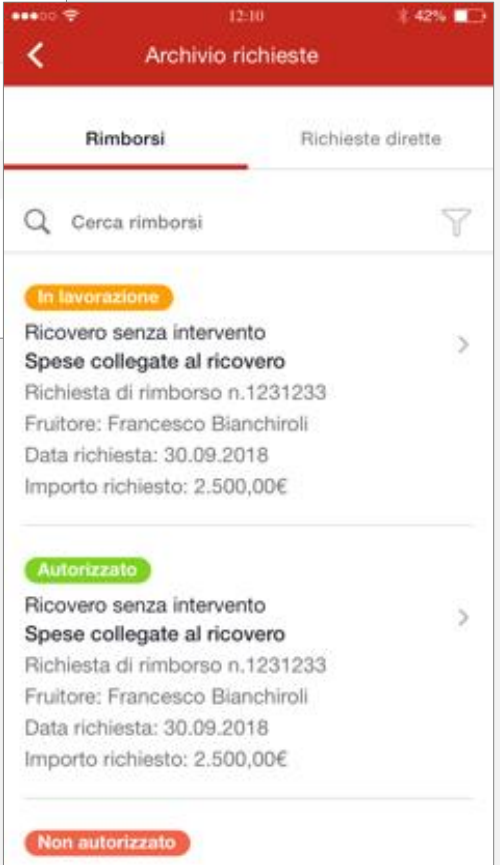 12:10
42%
Archivio richieste
Rimborsi
Richieste dirette
Cerca rimborsi
In lavorazione
Ricovero senza intervento
Spese collegate al ricovero
Richiesta di rimborso n.1231233
Fruitore: Francesco Bianchiroli
Data richiesta: 30.09.2018
Importo richiesto: 2.500,00€
Autorizzato
Ricovero senza intervento
Spese collegate al ricovero
Richiesta di rimborso n.1231233
Fruitore: Francesco Bianchiroli
Data richiesta: 30.09.2018
Importo richiesto: 2.500,00€
Non autorizzato